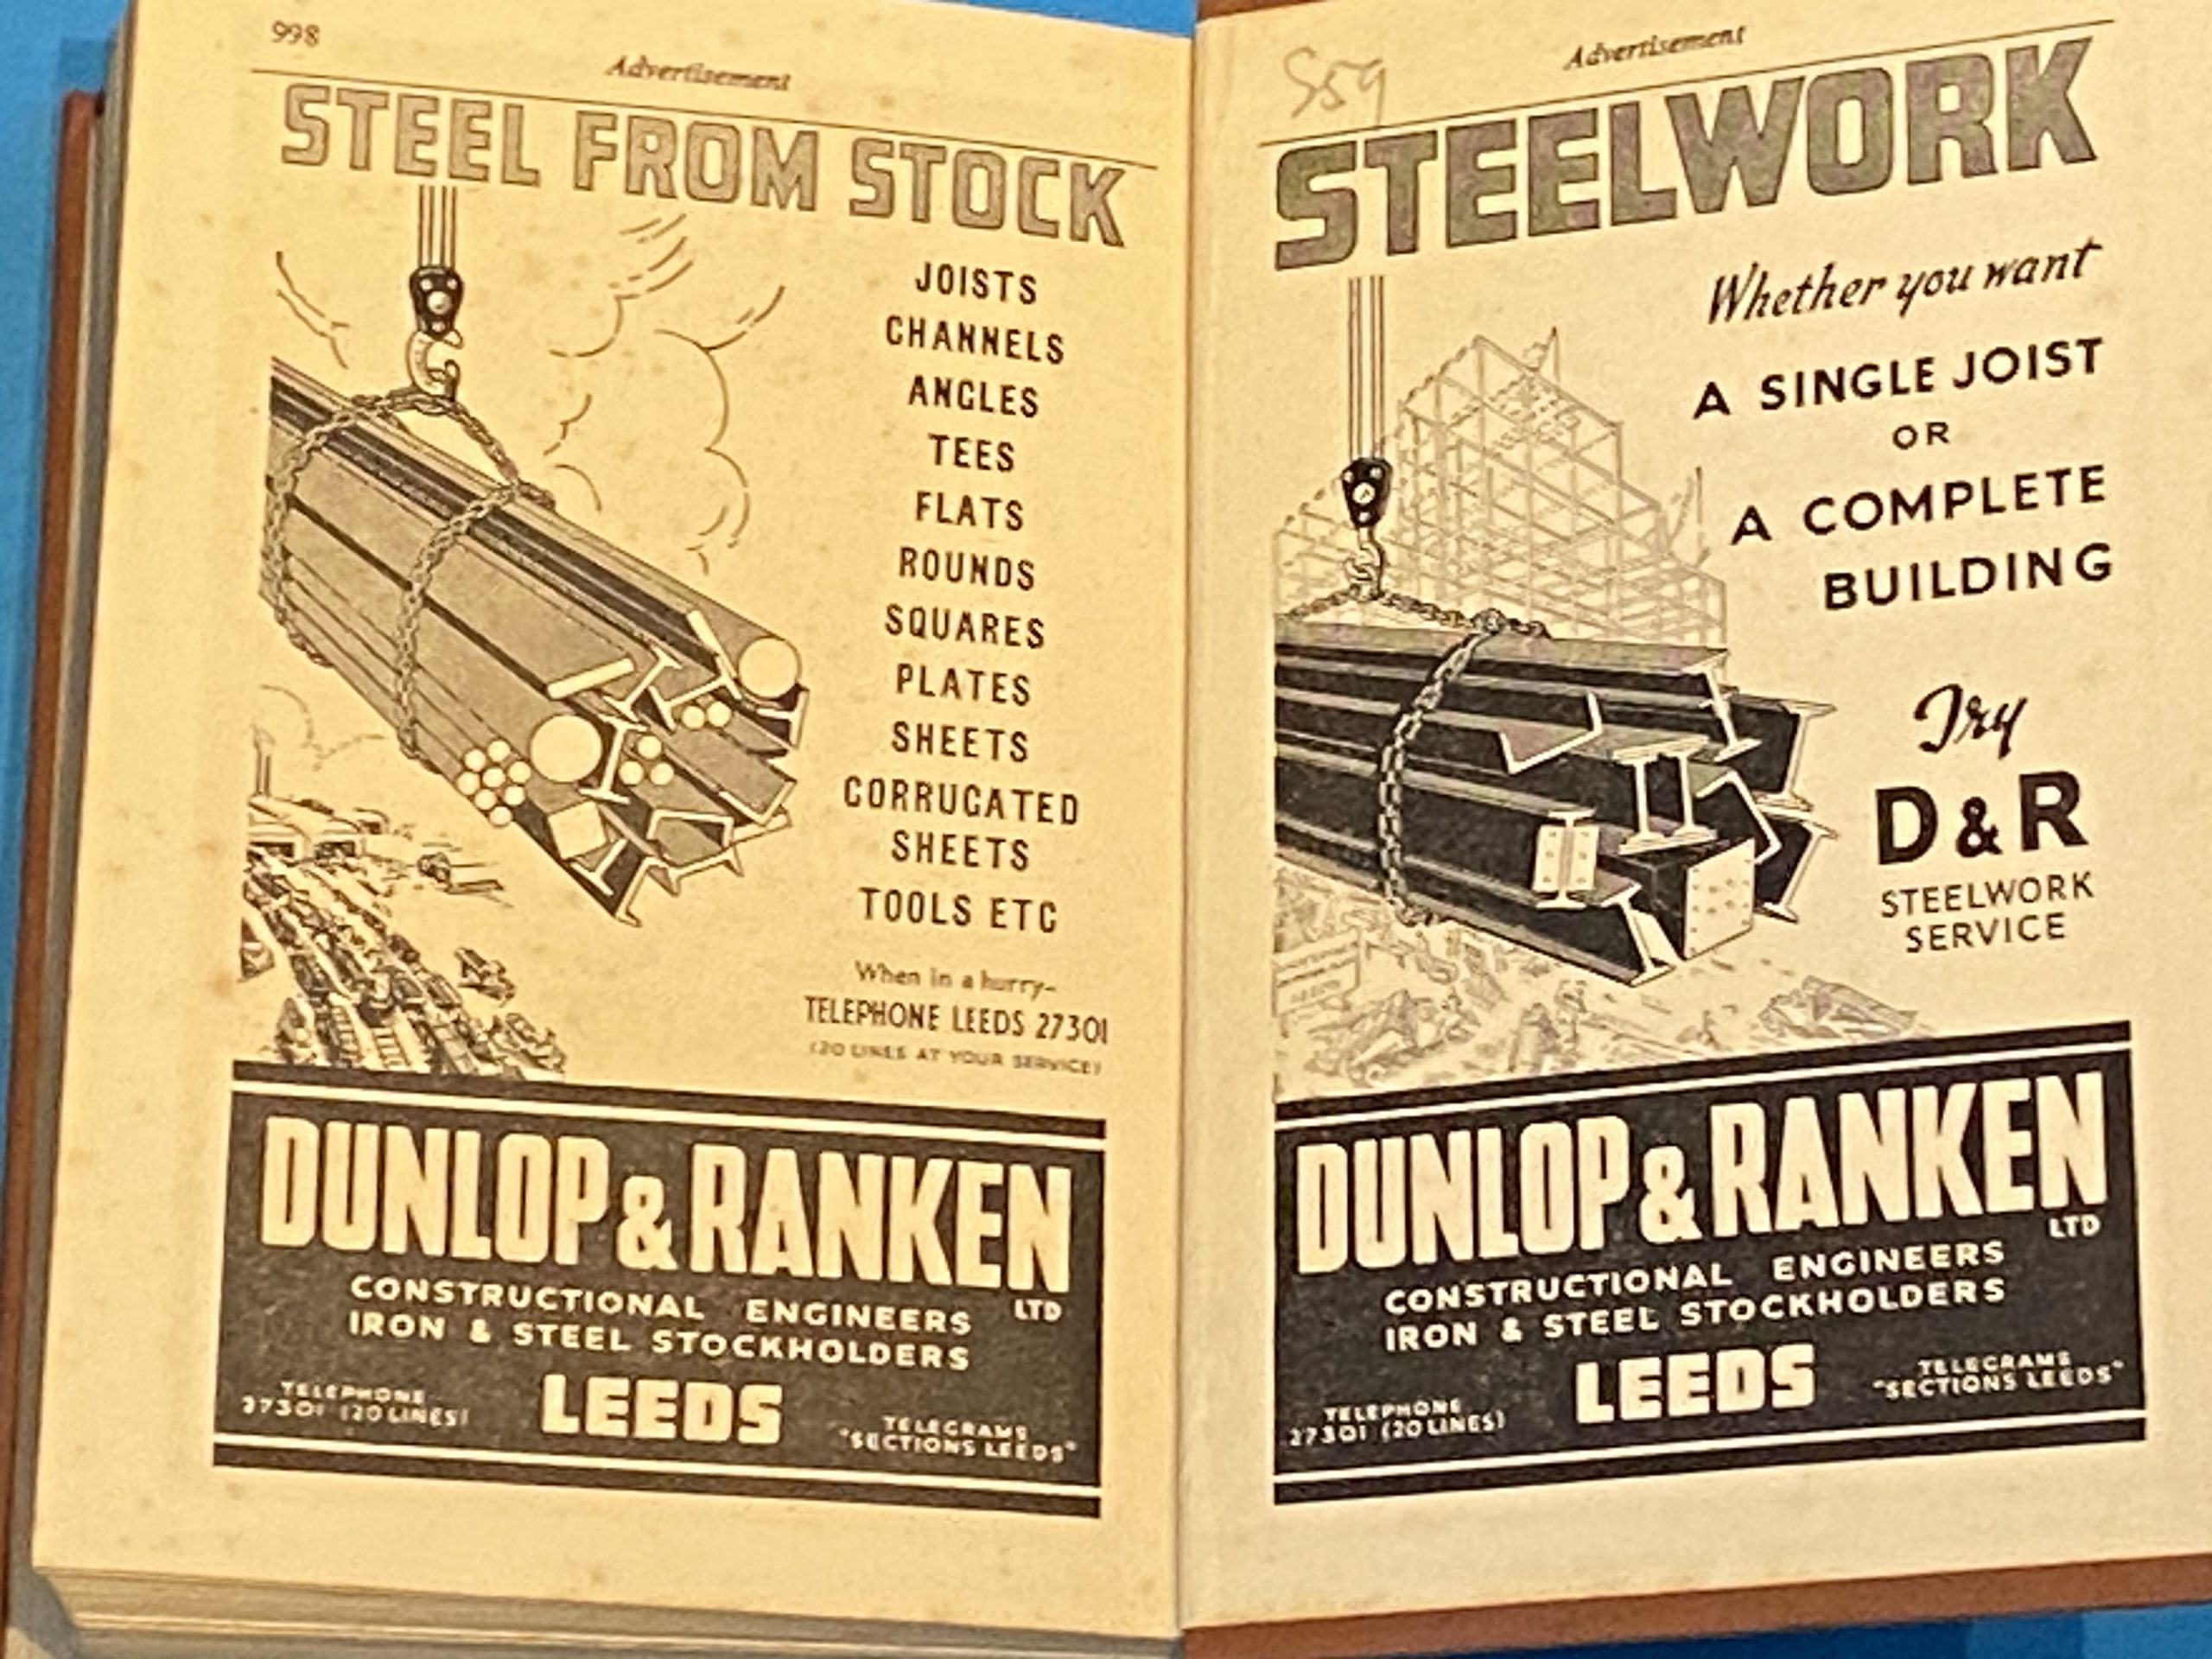 998
Advertisement
STEEL FROM STOCK
JOISTS
CHANNELS
ANGLES
TEES
FLATS
ROUNDS
SQUARES
PLATES
SHEETS
CORRUGATED
SHEETS
TOOLS ETC
When in a hurry-
TELEPHONE LEEDS 27301
(20 LINES AT YOUR SERVICE)
DUNLOP & RANKEN
LTD
CONSTRUCTIONAL ENGINEERS
IRON & STEEL STOCKHOLDERS
LEEDS
TELEPHONE
27301 (20 LINES)
TELEGRAMS
"SECTIONS LEEDS"
S59
Advertisement
STEELWORK
Whether you want
A SINGLE JOIST
OR
A COMPLETE
BUILDING
Try
D & R
STEELWORK
SERVICE
DUNLOP & RANKEN
LTD
CONSTRUCTIONAL ENGINEERS
IRON & STEEL STOCKHOLDERS
LEEDS
TELEPHONE
27301 (20 LINES)
TELEGRAMS
"SECTIONS LEEDS"